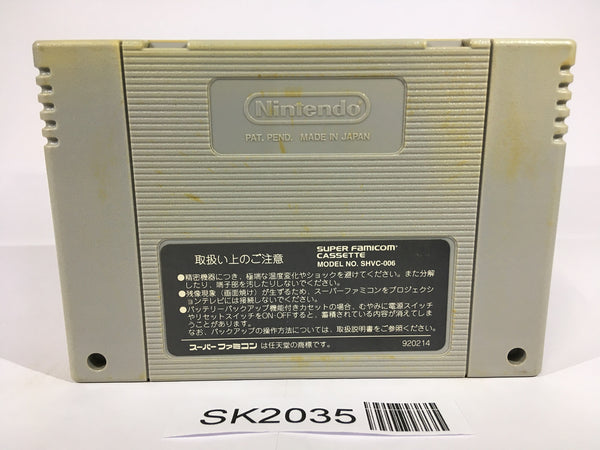 Nintendo
PAT. PEND. MADE IN JAPAN
取扱い上のご注意
SUPER FAMICOM
CASSETTE
MODEL NO. SHVC-006
●精密機器につき、極端な温度変化やショックを避けてください。また分解
したり、端子部を汚したりしないでください。
●残像現象(画面焼け)が生ずるため、スーパーファミコンをプロジェクシ
ョンテレビには接続しないでください。
●バッテリーバックアップ機能付きカセットの場合、むやみに電源スイッチ
やリセットスイッチをON・OFFすると、蓄積されている内容が消えてしま
うことがあります。
なお、バックアップの操作方法については、取扱説明書をご参照ください。
スーパーファミコン は任天堂の商標です。
920214
SK2035